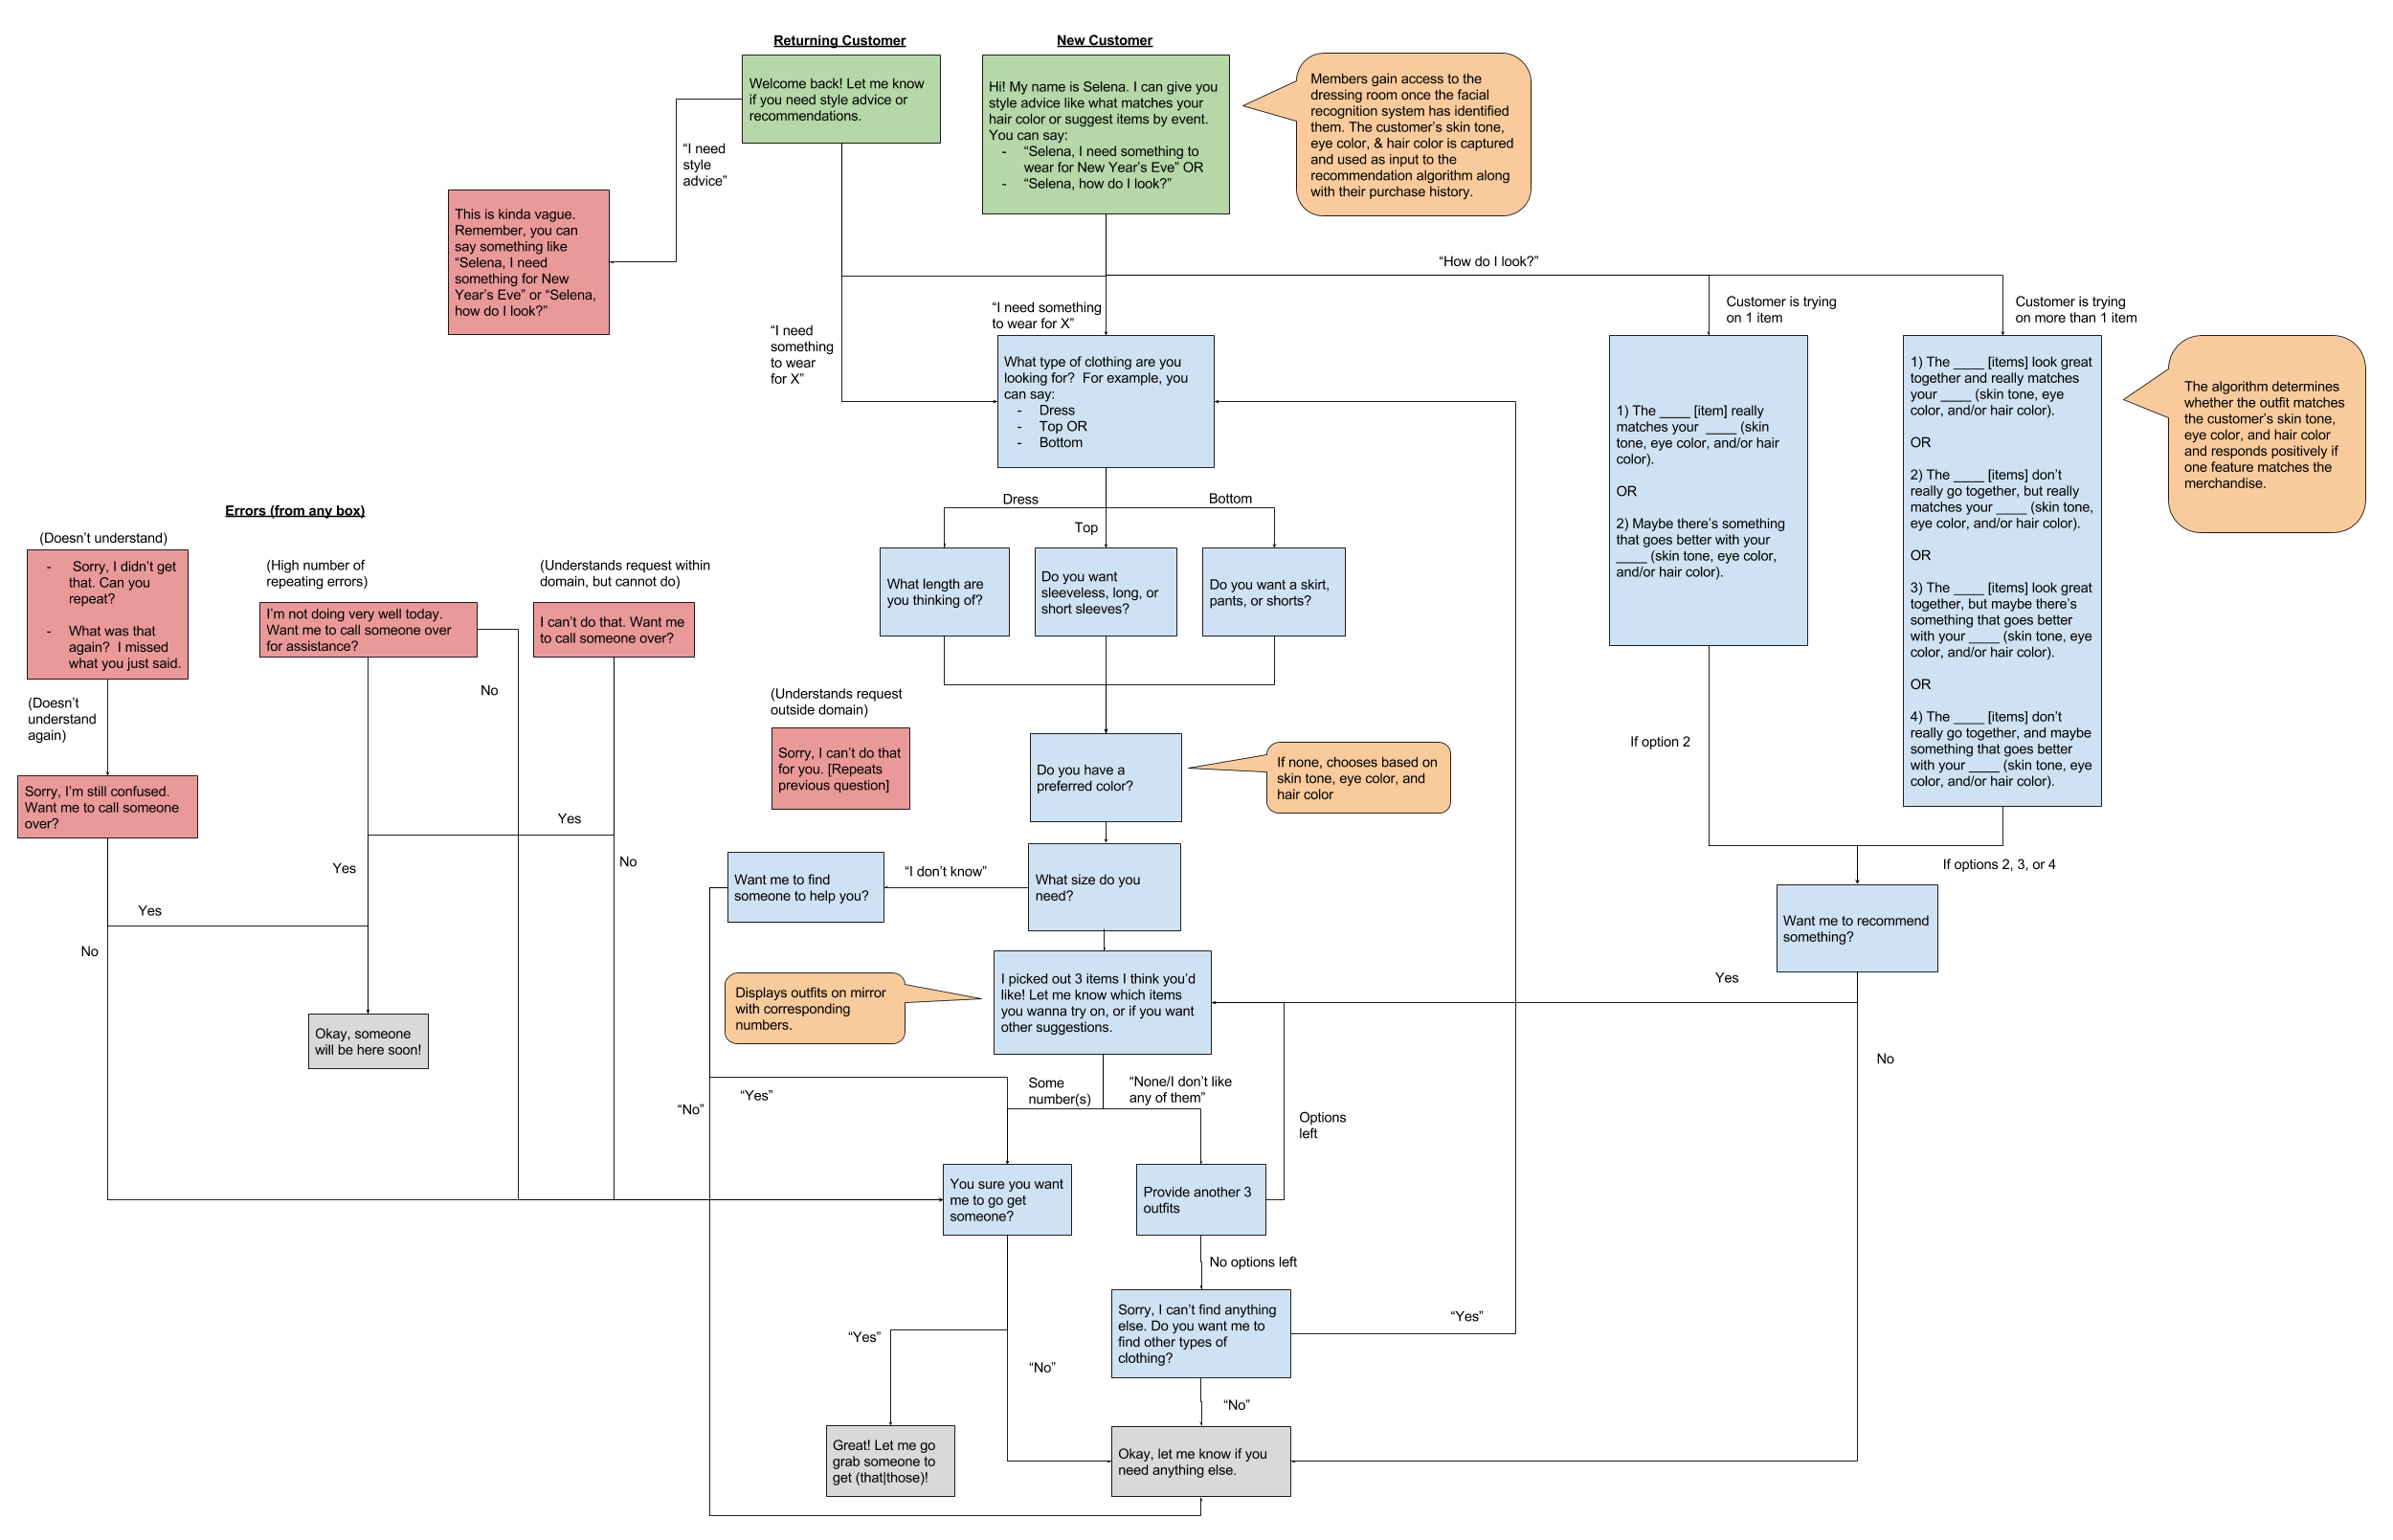 Returning Customer
Welcome back! Let me know
if you need style advice or
recommendations.
New Customer
Hi! My name is Selena. I can give you
style advice like what matches your
hair color or suggest items by event.
You can say:
- “Selena, I need something to
wear for New Year’s Eve” OR
- “Selena, how do I look?”
Members gain access to the
dressing room once the facial
recognition system has identified
them. The customer’s skin tone,
eye color, & hair color is captured
and used as input to the
recommendation algorithm along
with their purchase history.
“I need
style
advice”
This is kinda vague.
Remember, you can
say something like
“Selena, I need
something for New
Year’s Eve” or “Selena,
how do I look?”
“How do I look?”
“I need
something
to wear
for X”
“I need something
to wear for X”
Customer is trying
on 1 item
Customer is trying
on more than 1 item
What type of clothing are you
looking for? For example, you
can say:
- Dress
- Top OR
- Bottom
1) The ____ [item] really
matches your ____ (skin
tone, eye color, and/or hair
color).
OR
2) Maybe there’s something
that goes better with your
____ (skin tone, eye color,
and/or hair color).
1) The ____ [items] look great
together and really matches
your ____ (skin tone, eye
color, and/or hair color).
OR
2) The ____ [items] don’t
really go together, but really
matches your ____ (skin tone,
eye color, and/or hair color).
OR
3) The ____ [items] look great
together, but maybe there’s
something that goes better
with your ____ (skin tone, eye
color, and/or hair color).
OR
4) The ____ [items] don’t
really go together, and maybe
something that goes better
with your ____ (skin tone, eye
color, and/or hair color).
The algorithm determines
whether the outfit matches
the customer’s skin tone,
eye color, and hair color
and responds positively if
one feature matches the
merchandise.
Dress
Top
Bottom
What length are
you thinking of?
Do you want
sleeveless, long, or
short sleeves?
Do you want a skirt,
pants, or shorts?
Errors (from any box)
(Doesn’t understand)
- Sorry, I didn’t get
that. Can you
repeat?
- What was that
again? I missed
what you just said.
(High number of
repeating errors)
I’m not doing very well today.
Want me to call someone over
for assistance?
(Understands request within
domain, but cannot do)
I can’t do that. Want me
to call someone over?
No
(Doesn’t
understand
again)
Sorry, I’m still confused.
Want me to call someone
over?
(Understands request
outside domain)
Sorry, I can’t do that
for you. [Repeats
previous question]
Do you have a
preferred color?
If none, chooses based on
skin tone, eye color, and
hair color
If option 2
If options 2, 3, or 4
Yes
Yes
No
Yes
No
Want me to find
someone to help you?
“I don’t know”
What size do you
need?
Want me to recommend
something?
Yes
No
Displays outfits on mirror
with corresponding
numbers.
I picked out 3 items I think you’d
like! Let me know which items
you wanna try on, or if you want
other suggestions.
Okay, someone
will be here soon!
“No”
“Yes”
Some
number(s)
“None/I don’t like
any of them”
Options
left
You sure you want
me to go get
someone?
Provide another 3
outfits
No options left
Sorry, I can’t find anything
else. Do you want me to
find other types of
clothing?
“Yes”
“Yes”
“No”
“No”
Great! Let me go
grab someone to
get (that|those)!
Okay, let me know if you
need anything else.